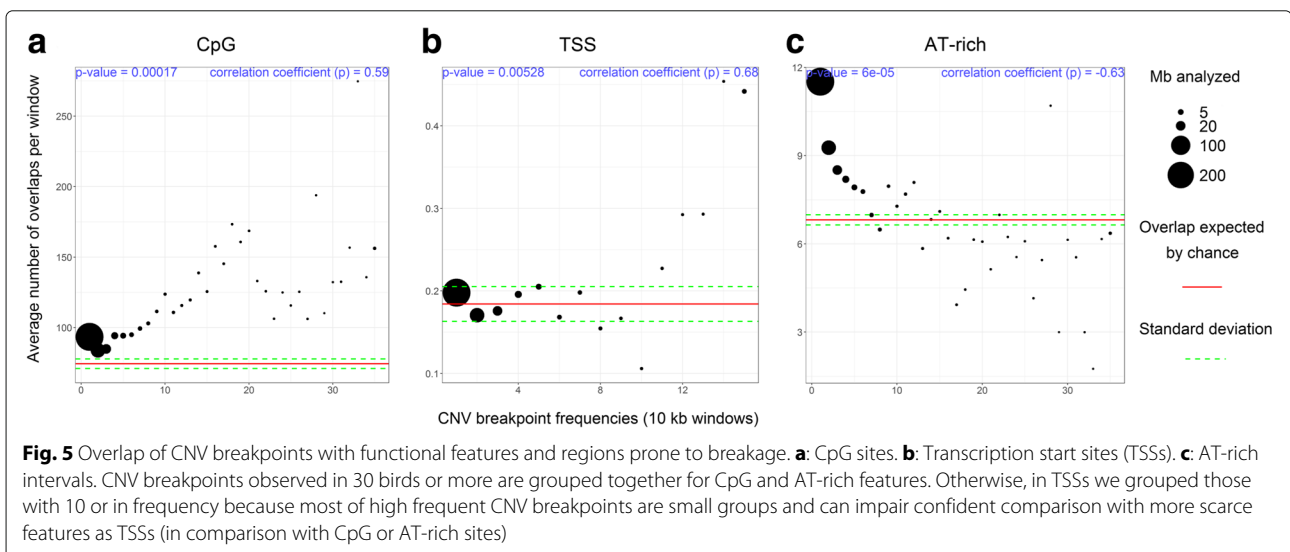 a
CpG
b
TSS
c
AT-rich
p-value = 0.00017
correlation coefficient (p) = 0.59
p-value = 0.00528
correlation coefficient (p) = 0.68
p-value = 6e-05
correlation coefficient (p) = -0.63
Average number of overlaps per window
250
200
150
100
0
10
20
30
0.4
0.3
0.2
0.1
4
8
12
12
9
6
3
0
10
20
30
CNV breakpoint frequencies (10 kb windows)
Mb analyzed
5
20
100
200
Overlap expected
by chance
Standard deviation
Fig. 5 Overlap of CNV breakpoints with functional features and regions prone to breakage. a: CpG sites. b: Transcription start sites (TSSs). c: AT-rich
intervals. CNV breakpoints observed in 30 birds or more are grouped together for CpG and AT-rich features. Otherwise, in TSSs we grouped those
with 10 or in frequency because most of high frequent CNV breakpoints are small groups and can impair confident comparison with more scarce
features as TSSs (in comparison with CpG or AT-rich sites)